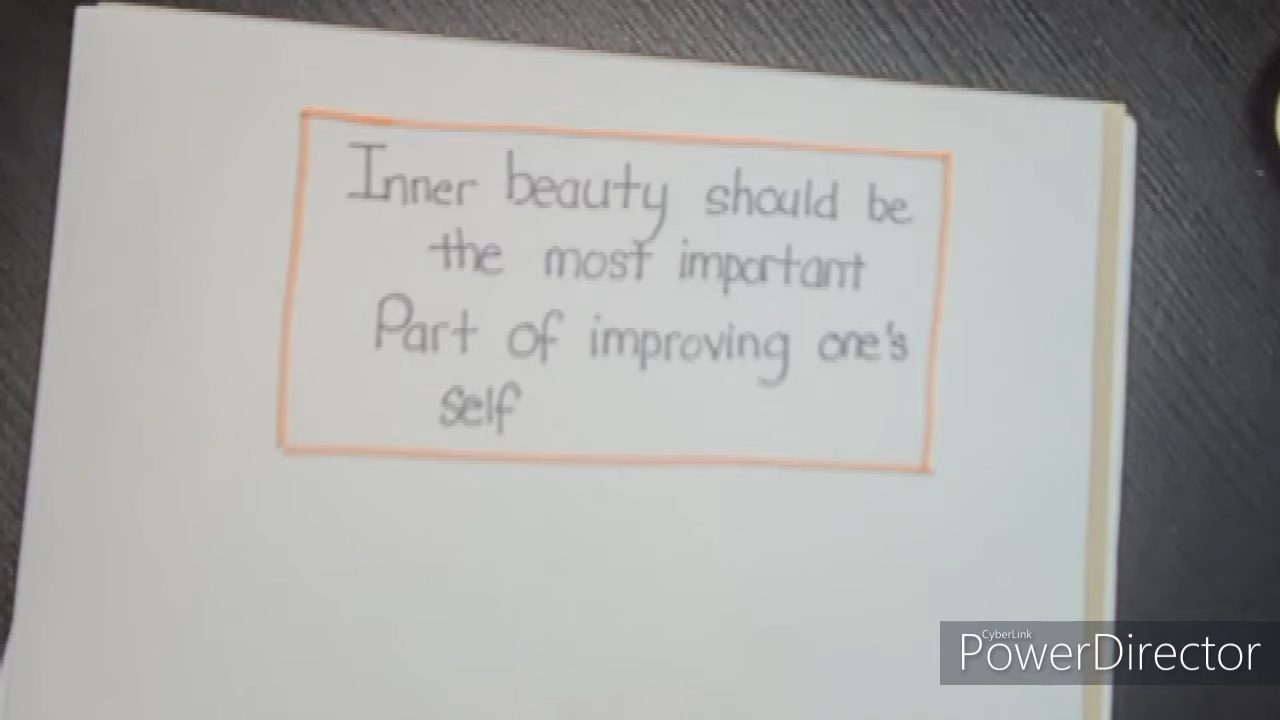 Inner beauty should be
the most important
Part of improving one's
self
CyberLink
PowerDirector